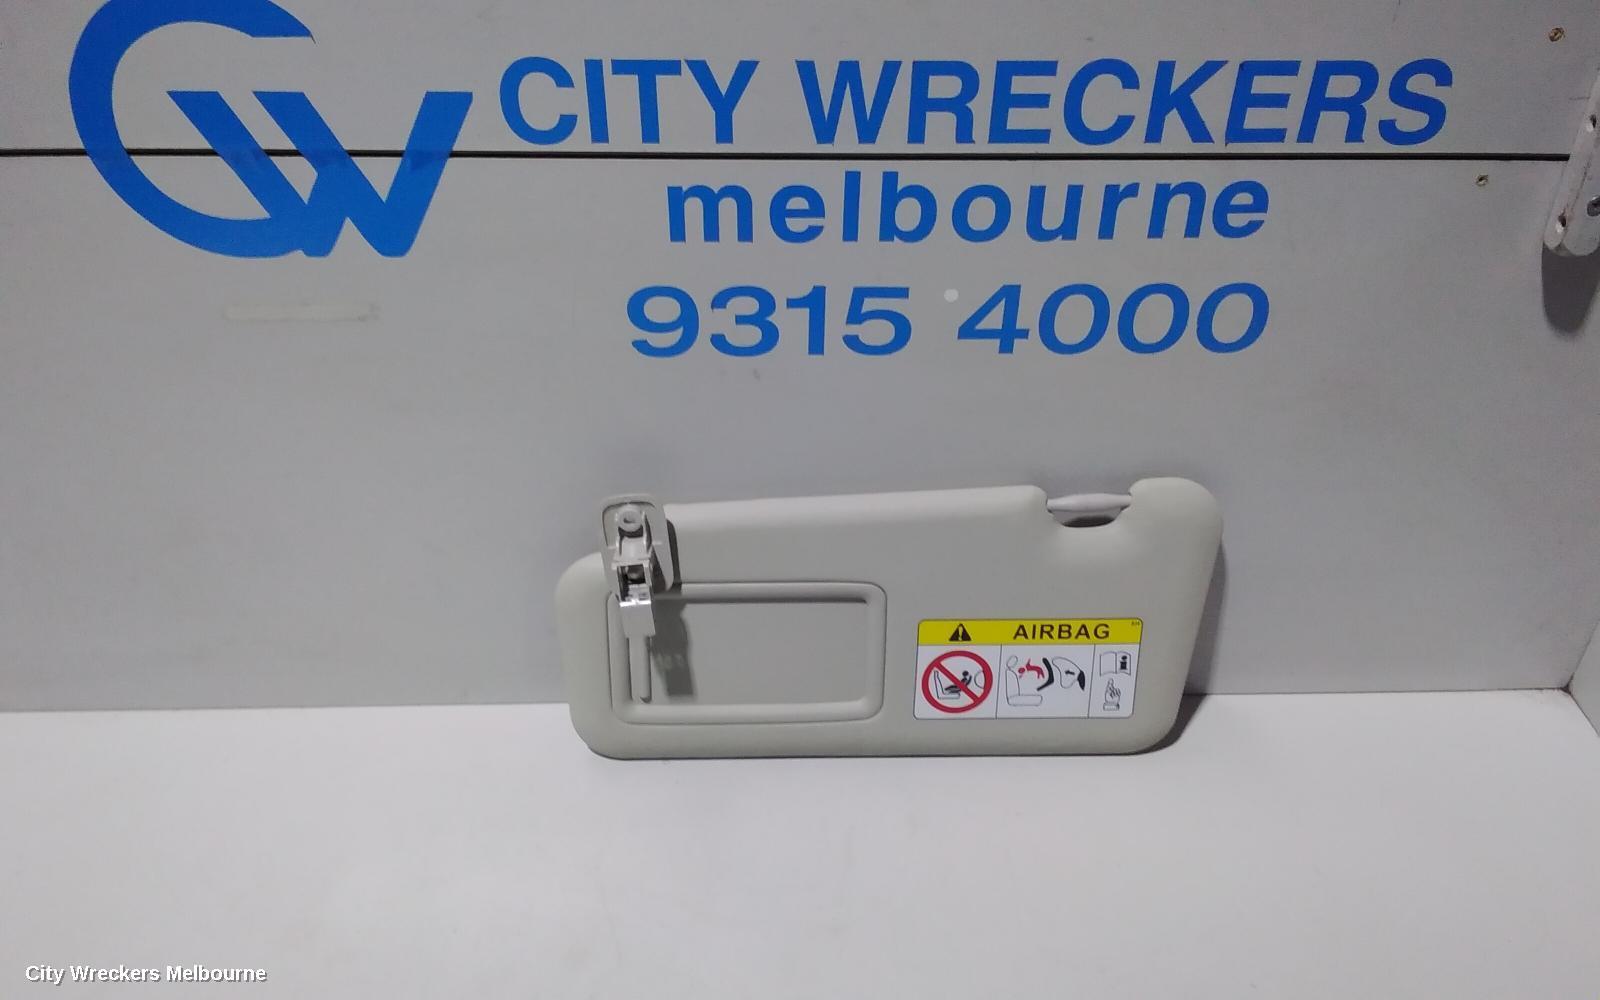 CW
CITY WRECKERS
melbourne
9315 4000
AIRBAG
City Wreckers Melbourne